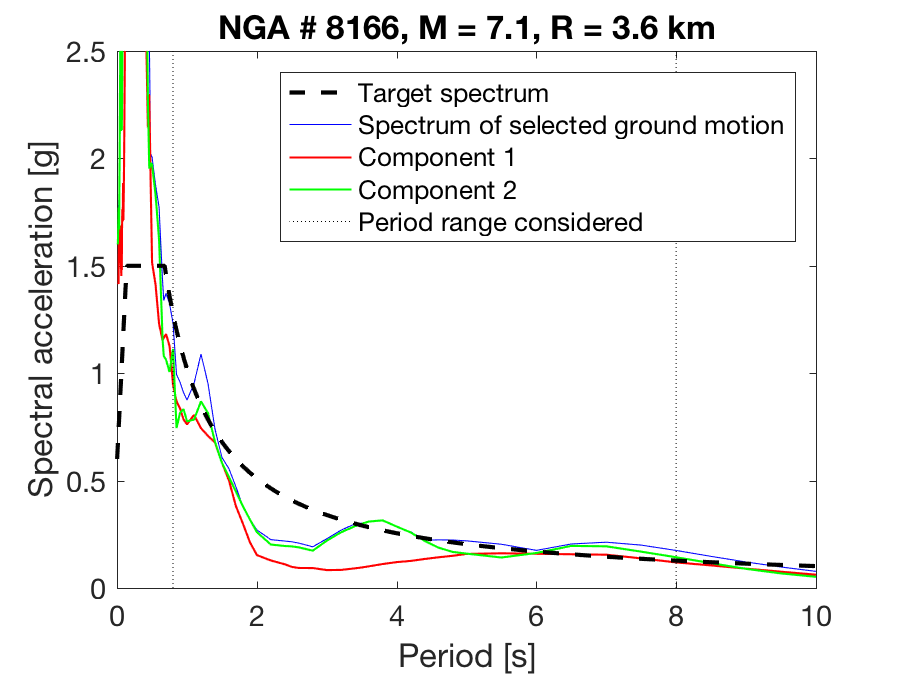 NGA # 8166, M = 7.1, R = 3.6 km
Target spectrum
Spectrum of selected ground motion
Component 1
Component 2
Period range considered
Spectral acceleration [g]
2.5
2
1.5
1
0.5
0
0 2 4 6 8 10
Period [s]